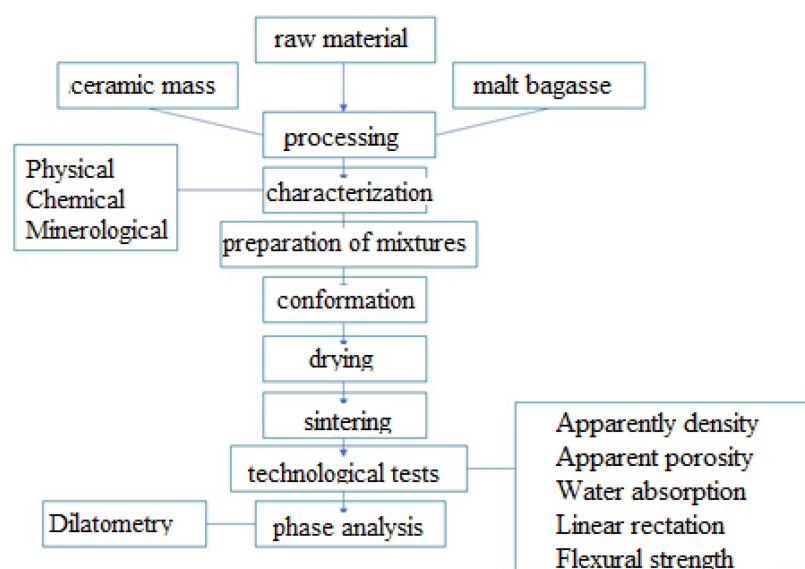 raw material
ceramic mass
malt bagasse
processing
Physical
Chemical
Minerological
characterization
preparation of mixtures
conformation
drying
sintering
technological tests
Apparently density
Apparent porosity
Water absorption
Linear rectation
Flexural strength
Dilatometry
phase analysis